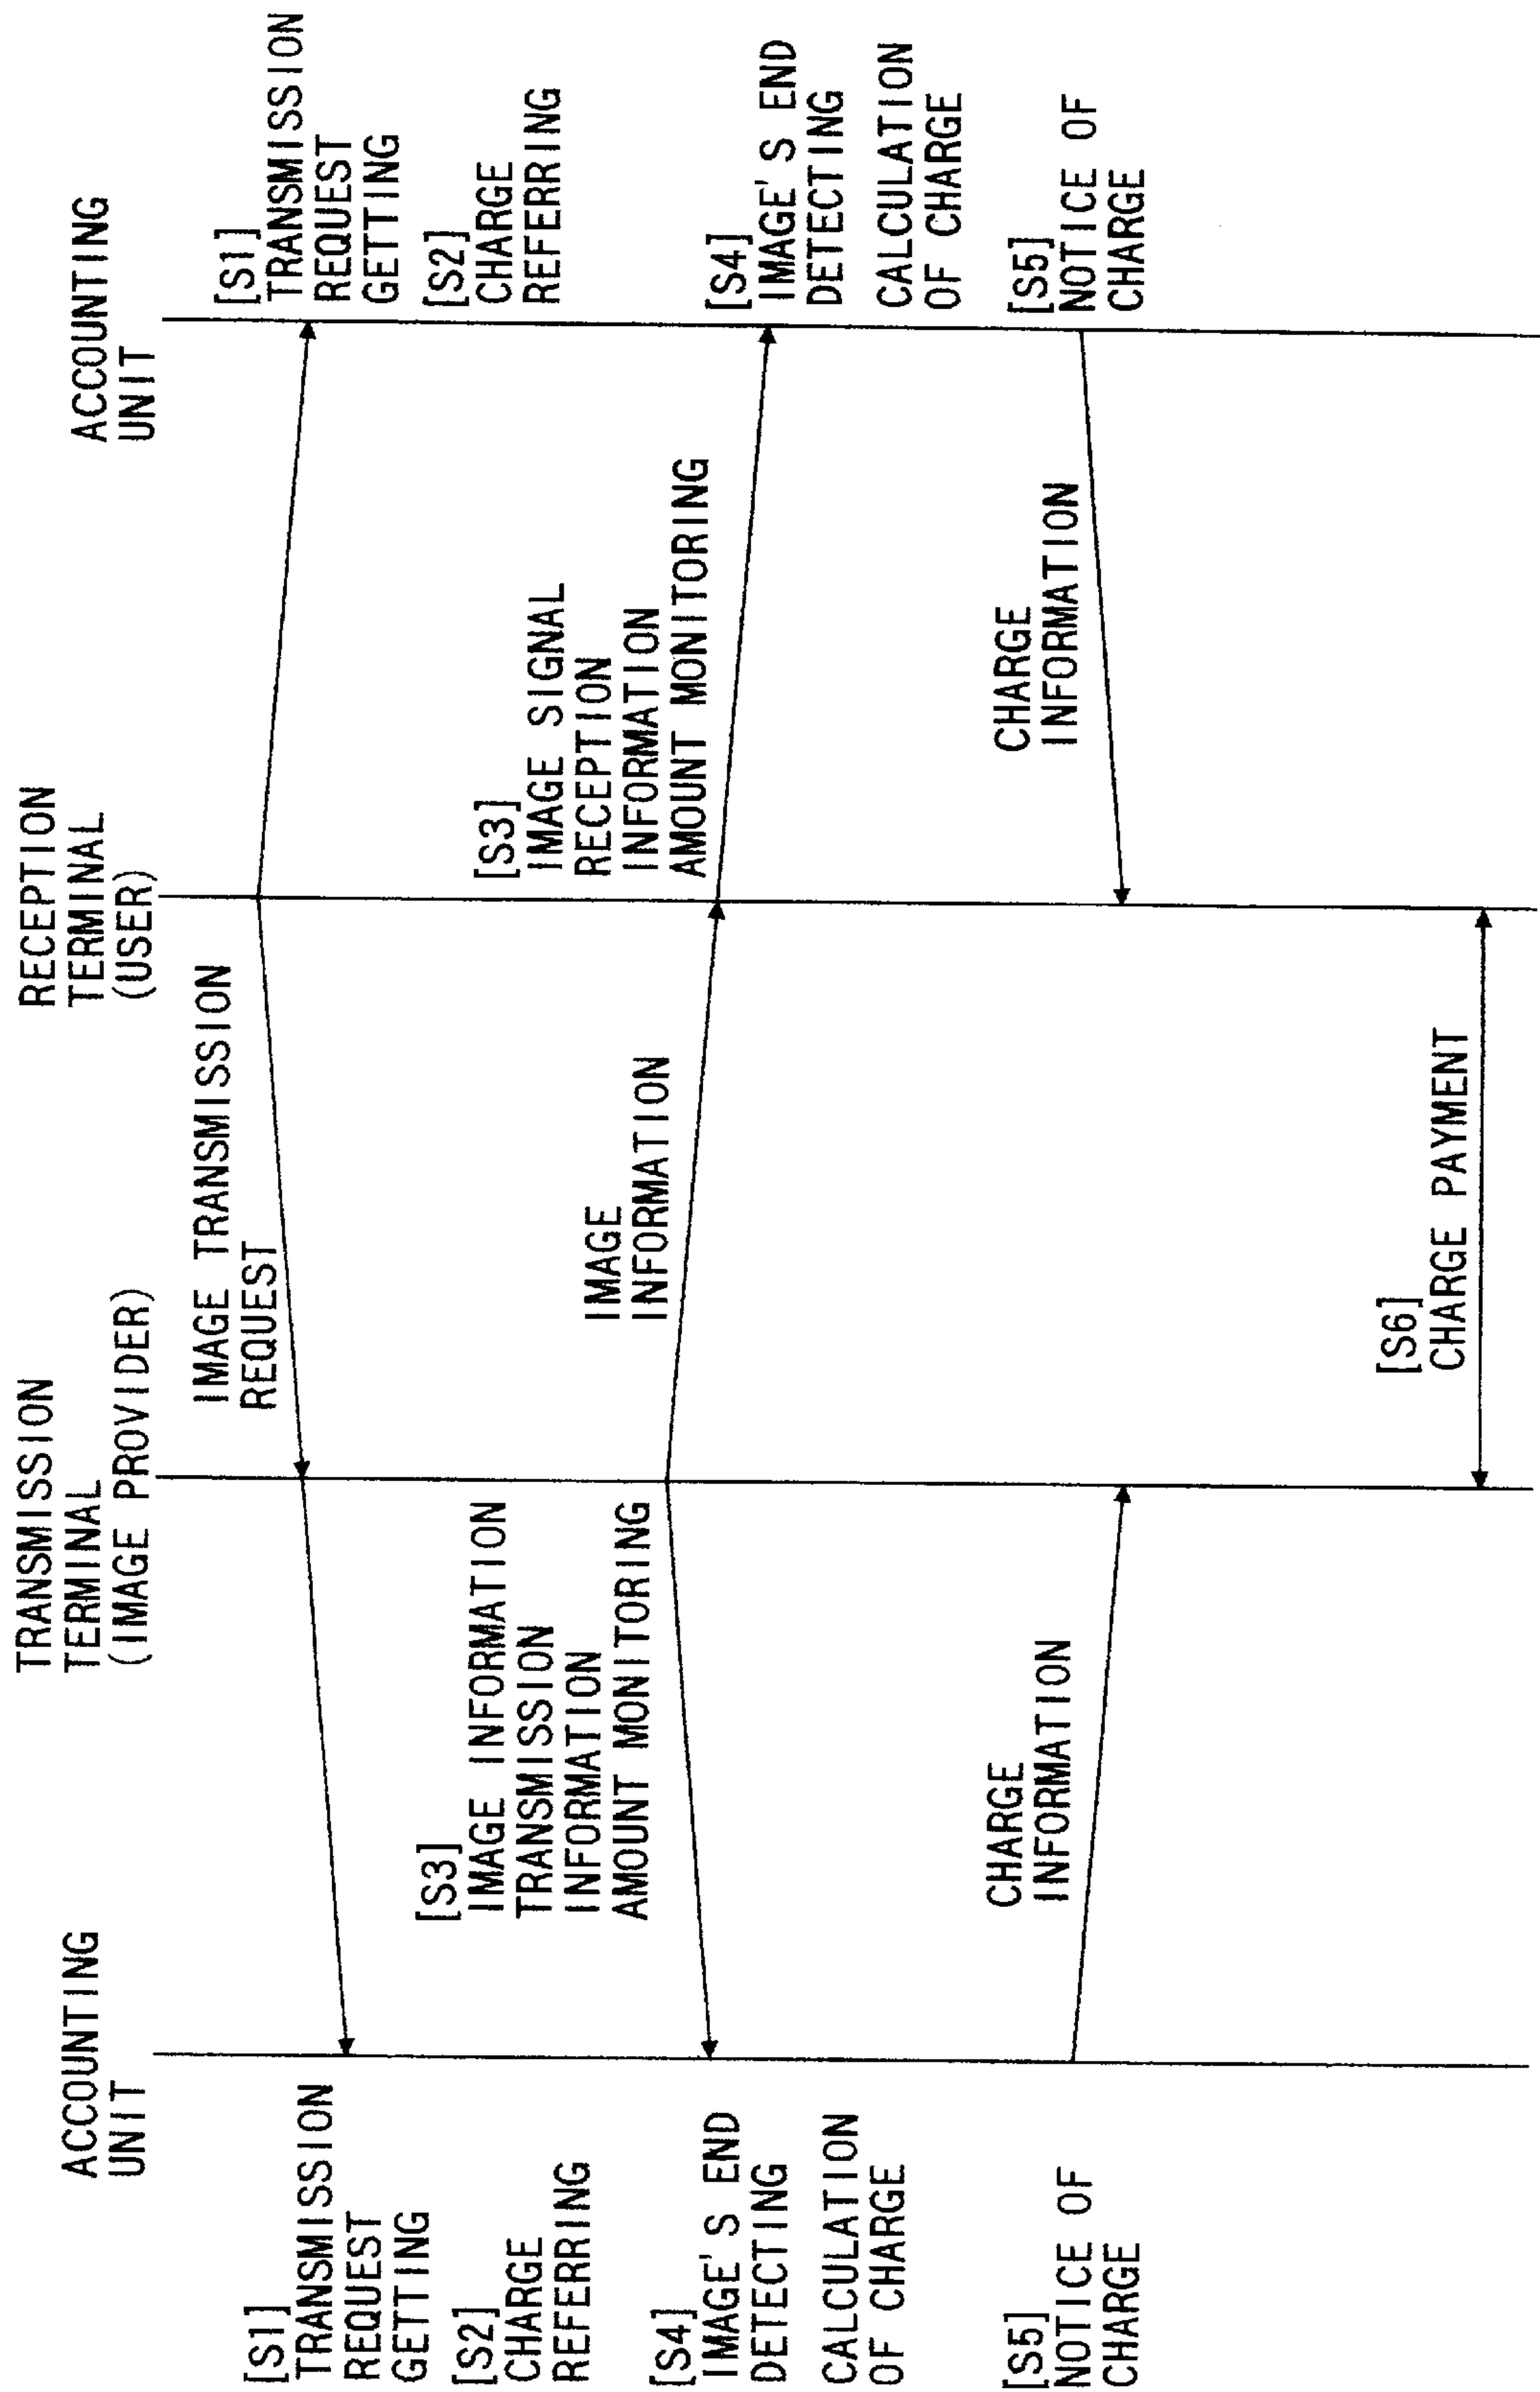 ACCOUNTING
UNIT
TRANSMISSION
TERMINAL
(IMAGE PROVIDER)
RECEPTION
TERMINAL
(USER)
ACCOUNTING
UNIT
IMAGE TRANSMISSION
REQUEST
[S1]
TRANSMISSION
REQUEST
GETTING
[S1]
TRANSMISSION
REQUEST
GETTING
[S2]
CHARGE
REFERRING
[S2]
CHARGE
REFERRING
[S3]
IMAGE INFORMATION
TRANSMISSION
INFORMATION
AMOUNT MONITORING
IMAGE
INFORMATION
[S3]
IMAGE SIGNAL
RECEPTION
INFORMATION
AMOUNT MONITORING
[S4]
IMAGE'S END
DETECTING
[S4]
IMAGE'S END
DETECTING
CALCULATION
OF CHARGE
CALCULATION
OF CHARGE
[S5]
NOTICE OF
CHARGE
CHARGE
INFORMATION
CHARGE
INFORMATION
[S5]
NOTICE OF
CHARGE
[S6]
CHARGE PAYMENT